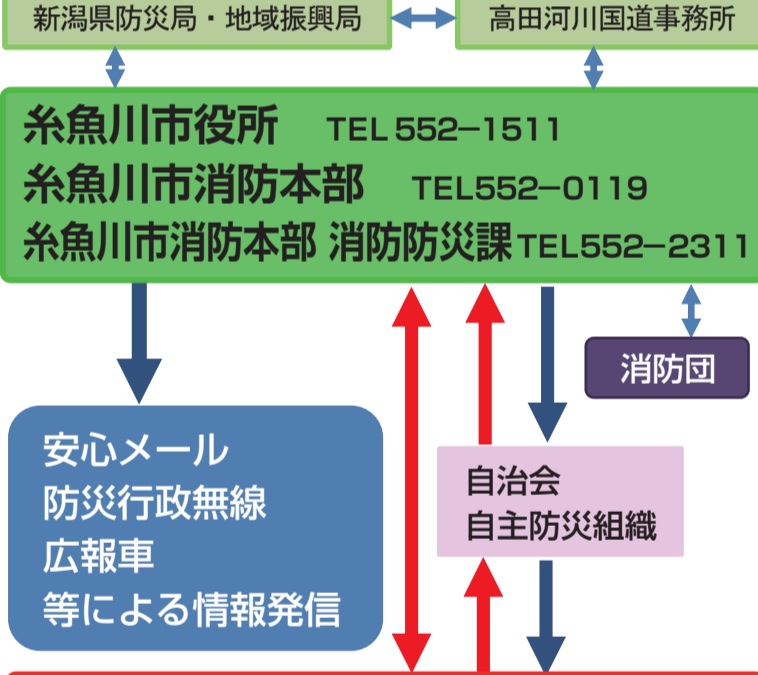 新潟県防災局・地域振興局
高田河川国道事務所
糸魚川市役所 TEL 552−1511
糸魚川市消防本部 TEL552−0119
糸魚川市消防本部 消防防災課 TEL552−2311
消防団
安心メール
防災行政無線
広報車
等による情報発信
自治会
自主防災組織